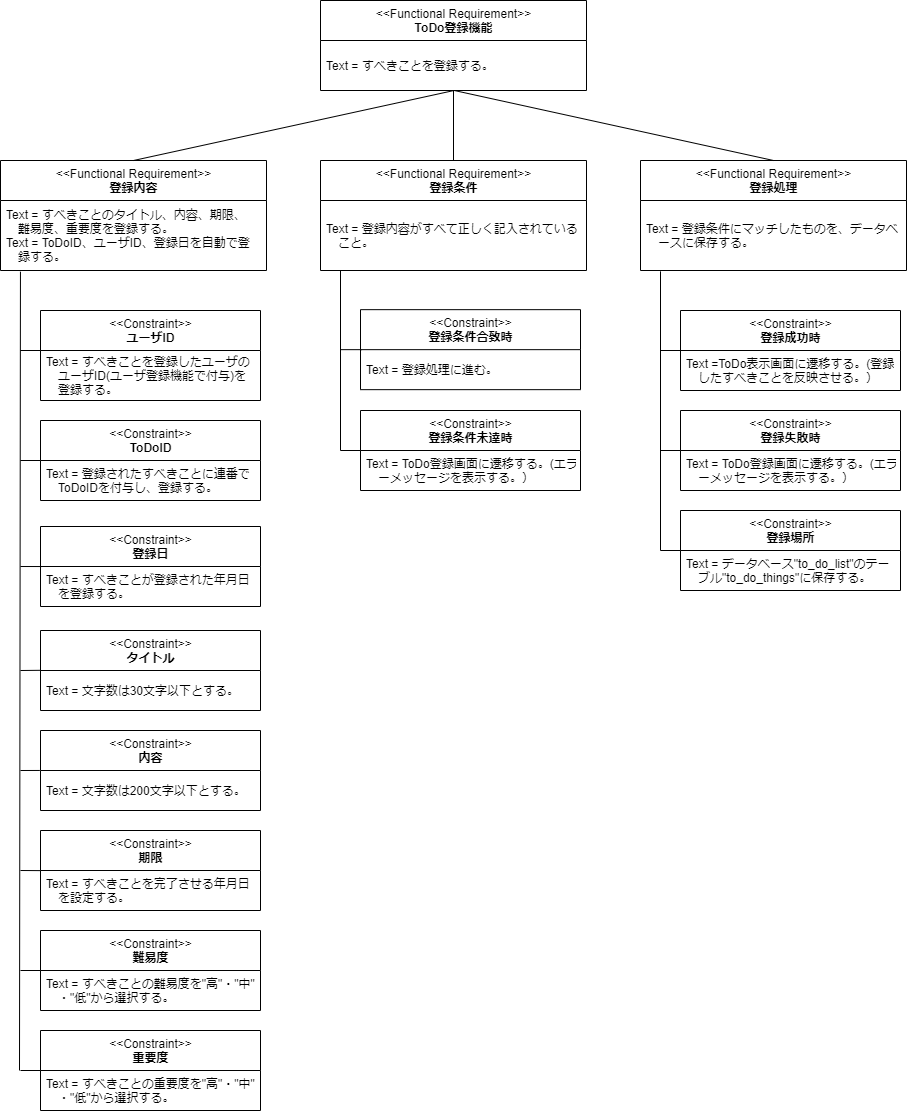 <<Functional Requirement>>
ToDo登録機能
Text = すべきことを登録する。
<<Functional Requirement>>
登録内容
Text = すべきことのタイトル、内容、期限、
難易度、重要度を登録する。
Text = ToDoID、ユーザID、登録日を自動で登
録する。
<<Constraint>>
ユーザID
Text = すべきことを登録したユーザの
ユーザID(ユーザ登録機能で付与)を
登録する。
<<Constraint>>
ToDoID
Text = 登録されたすべきことに連番で
ToDoIDを付与し、登録する。
<<Constraint>>
登録日
Text = すべきことが登録された年月日
を登録する。
<<Constraint>>
タイトル
Text = 文字数は30文字以下とする。
<<Constraint>>
内容
Text = 文字数は200文字以下とする。
<<Constraint>>
期限
Text = すべきことを完了させる年月日
を設定する。
<<Constraint>>
難易度
Text = すべきことの難易度を"高"・"中"
・"低"から選択する。
<<Constraint>>
重要度
Text = すべきことの重要度を"高"・"中"
・"低"から選択する。
<<Functional Requirement>>
登録条件
Text = 登録内容がすべて正しく記入されている
こと。
<<Constraint>>
登録条件合致時
Text = 登録処理に進む。
<<Constraint>>
登録条件未達時
Text = ToDo登録画面に遷移する。(エラ
ーメッセージを表示する。)
<<Functional Requirement>>
登録処理
Text = 登録条件にマッチしたものを、データベ
ースに保存する。
<<Constraint>>
登録成功時
Text =ToDo表示画面に遷移する。(登録
したすべきことを反映させる。)
<<Constraint>>
登録失敗時
Text = ToDo登録画面に遷移する。(エラ
ーメッセージを表示する。)
<<Constraint>>
登録場所
Text = データベース"to_do_list"のテー
ブル"to_do_things"に保存する。